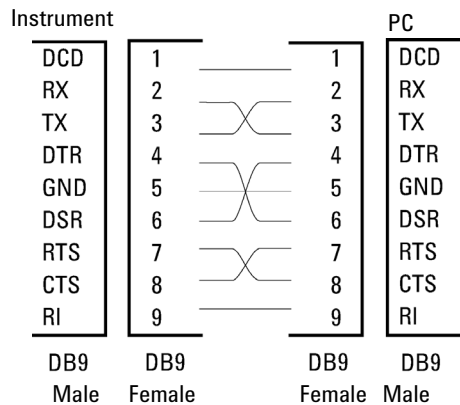 Instrument PC
DCD 1 1 DCD
RX 2 2 RX
TX 3 3 TX
DTR 4 4 DTR
GND 5 5 GND
DSR 6 6 DSR
RTS 7 7 RTS
CTS 8 8 CTS
RI 9 9 RI
DB9 DB9 DB9 DB9
Male Female Female Male